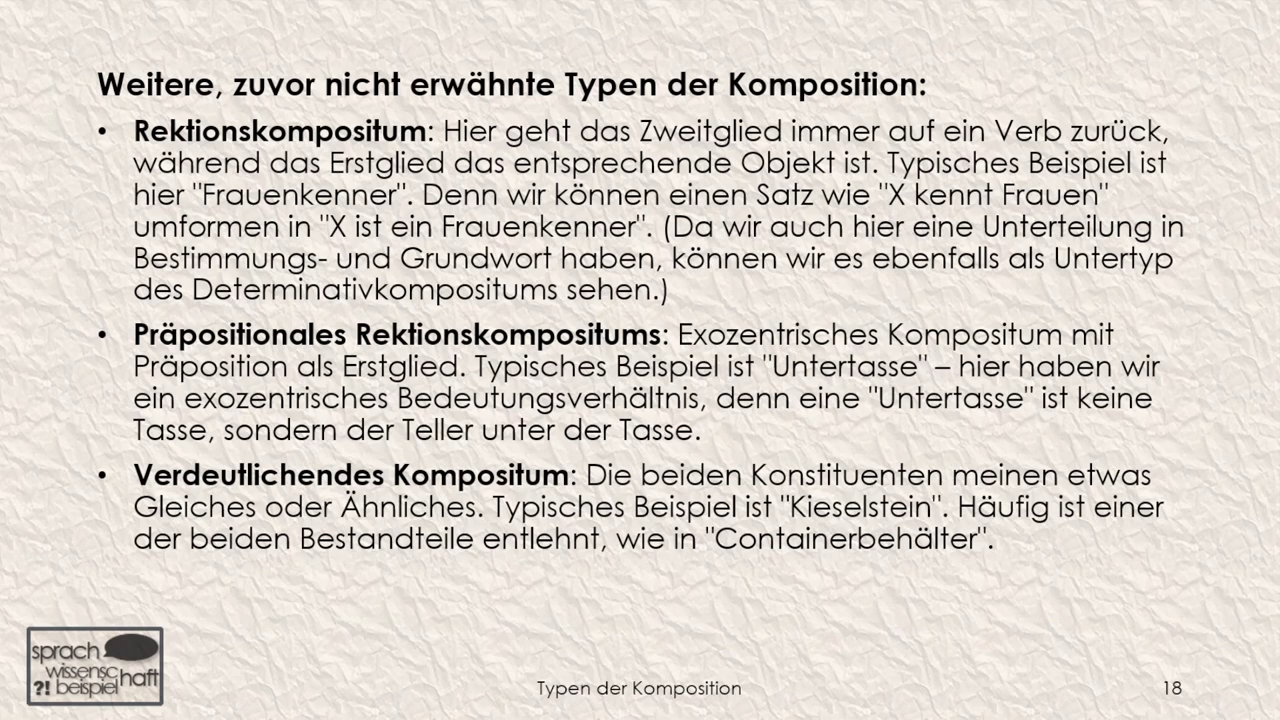 Weitere, zuvor nicht erwähnte Typen der Komposition:
• Rektionskompositum: Hier geht das Zweitglied immer auf ein Verb zurück,
während das Erstglied das entsprechende Objekt ist. Typisches Beispiel ist
hier "Frauenkenner". Denn wir können einen Satz wie "X kennt Frauen"
umformen in "X ist ein Frauenkenner". (Da wir auch hier eine Unterteilung in
Bestimmungs- und Grundwort haben, können wir es ebenfalls als Untertyp
des Determinativkompositums sehen.)
• Präpositionales Rektionskompositums: Exozentrisches Kompositum mit
Präposition als Erstglied. Typisches Beispiel ist "Untertasse" – hier haben wir
ein exozentrisches Bedeutungsverhältnis, denn eine "Untertasse" ist keine
Tasse, sondern der Teller unter der Tasse.
• Verdeutlichendes Kompositum: Die beiden Konstituenten meinen etwas
Gleiches oder Ähnliches. Typisches Beispiel ist "Kieselstein". Häufig ist einer
der beiden Bestandteile entlehnt, wie in "Containerbehälter".
sprach
wissensc
haft
?! beispiel
Typen der Komposition
18